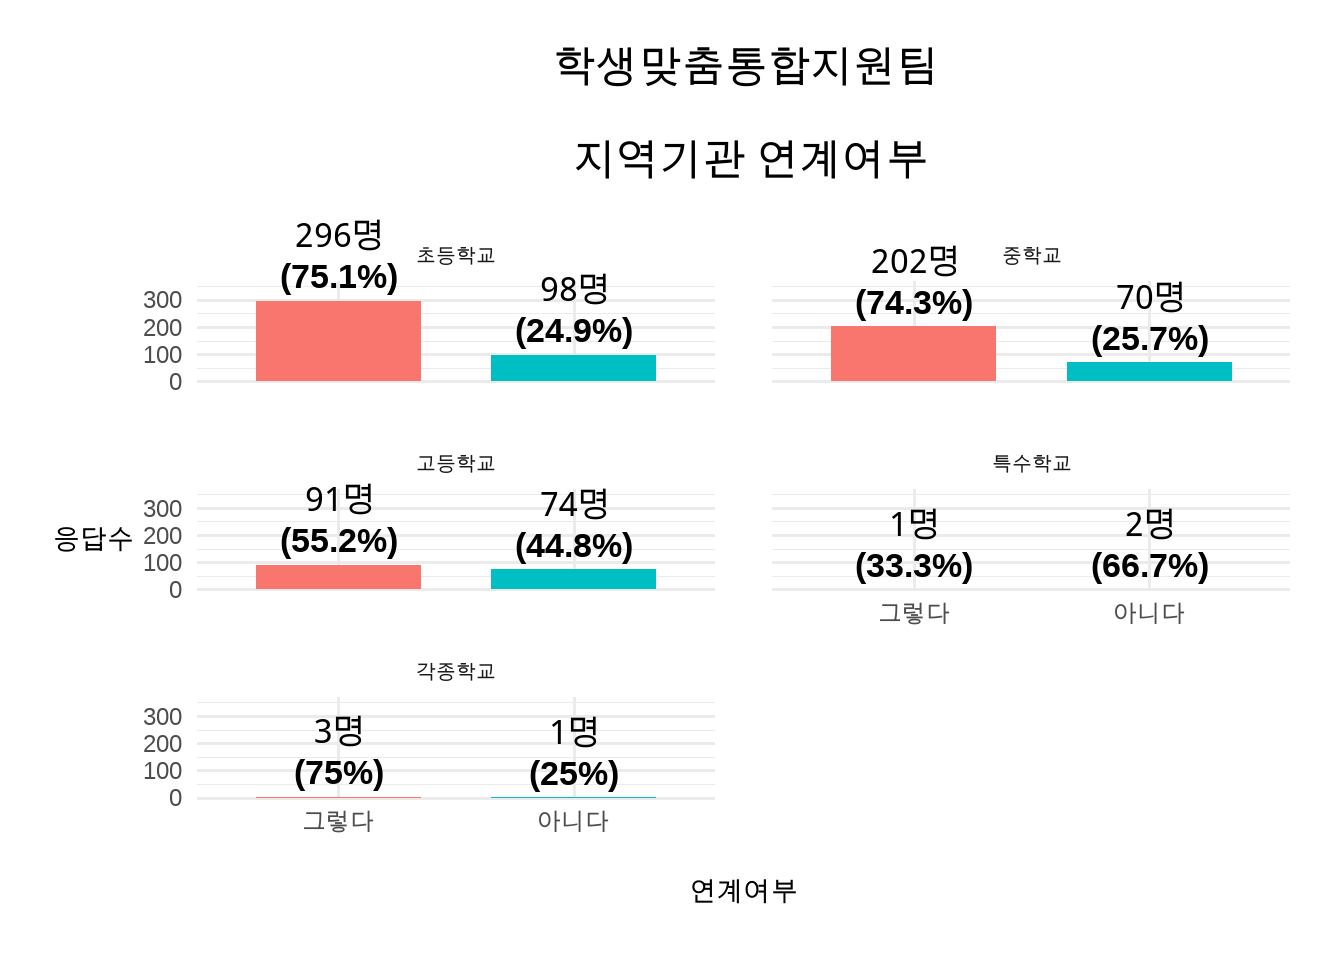 학생맞춤통합지원팀
지역기관 연계여부
초등학교
296명
(75.1%)
98명
(24.9%)
300
200
100
0
중학교
202명
(74.3%)
70명
(25.7%)
고등학교
91명
(55.2%)
74명
(44.8%)
300
200
100
0
응답수
특수학교
1명
(33.3%)
2명
(66.7%)
그렇다
아니다
각종학교
3명
(75%)
1명
(25%)
300
200
100
0
그렇다
아니다
연계여부